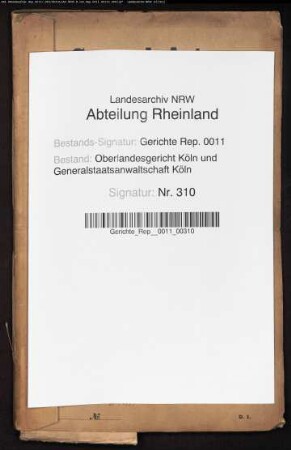 Landesarchiv NRW
Abteilung Rheinland
Bestands-Signatur: Gerichte Rep. 0011
Bestand: Oberlandesgericht Köln und
Generalstaatsanwaltschaft Köln
Signatur: Nr. 310
Gerichte_Rep__0011_00310